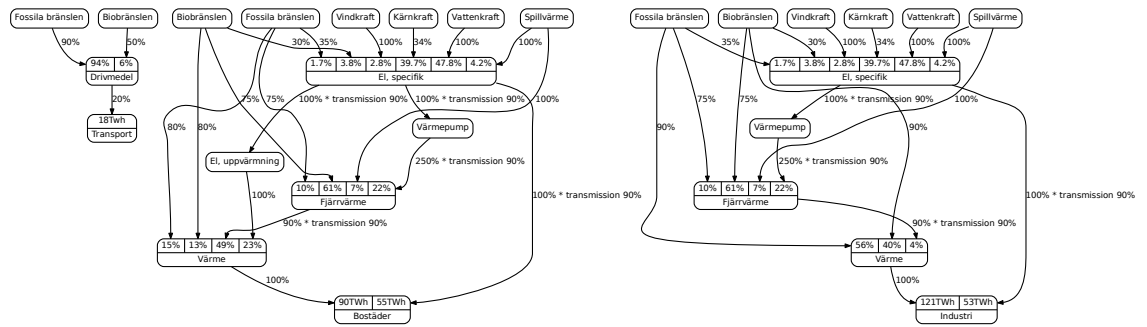 Fossila bränslen Biobränslen Biobränslen Fossila bränslen Vindkraft Kärnkraft Vattenkraft Spillvärme Fossila bränslen Biobränslen Vindkraft Kärnkraft Vattenkraft Spillvärme
90% 50% 30% 35% 100% 34% 100% 100% 35% 30% 100% 34% 100% 100%
94% 6% 1.7% 3.8% 2.8% 39.7% 47.8% 4.2% 1.7% 3.8% 2.8% 39.7% 47.8% 4.2%
Drivmedel El, specifik El, specifik
20% 75% 75% 100% * transmission 90% 100% * transmission 90% 100% 75% 75% 100% * transmission 90% 100%
18Twh
Transport
80% 80% Värmepump 90% Värmepump 90%
El, uppvärmning 250% * transmission 90% 250% * transmission 90%
10% 61% 7% 22% 10% 61% 7% 22%
100% 100% * transmission 90% 100% * transmission 90%
Fjärrvärme Fjärrvärme
90% * transmission 90% 90% * transmission 90%
15% 13% 49% 23% 56% 40% 4%
Värme Värme
100% 100%
90TWh 55TWh 121TWh 53TWh
Bostäder Industri